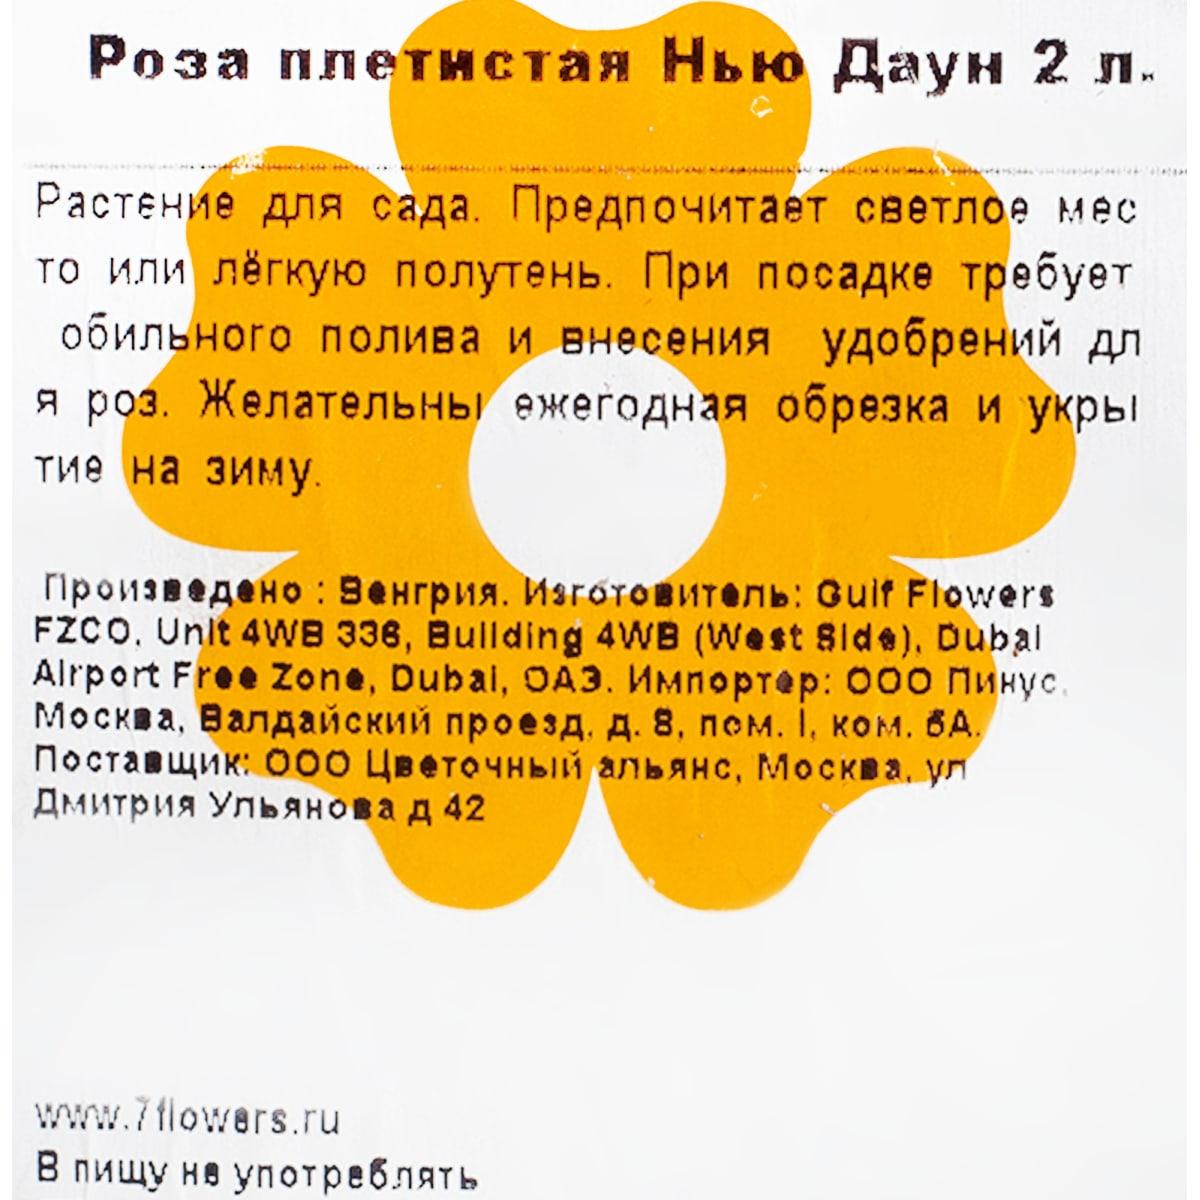 Роза плетистая Нью Даун 2 л.
Растение для сада. Предпочитает светлое мес
то или лёгкую полутень. При посадке требует
обильного полива и внесения удобрений дл
я роз. Желательны ежегодная обрезка и укры
тие на зиму.
Произведено : Венгрия. Изготовитель: Gulf Flowers
FZCO, Unit 4WB 336, Building 4WB (West Side), Dubai
Airport Free Zone, Dubai, ОАЭ. Импортер: ООО Пинус,
Москва, Валдайский проезд, д. 8, пом. I, ком. 6А.
Поставщик: ООО Цветочный альянс, Москва, ул
Дмитрия Ульянова д 42
www.7flowers.ru
В пищу не употреблять